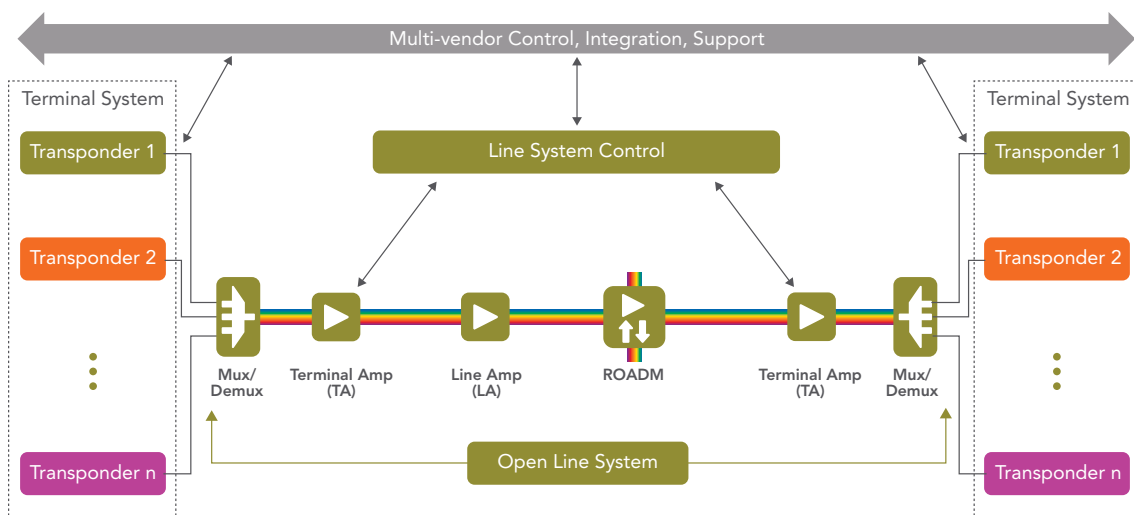 Multi-vendor Control, Integration, Support
Terminal System
Terminal System
Transponder 1
Line System Control
Transponder 1
Transponder 2
Transponder 2
Mux/
Demux
Terminal Amp
(TA)
Line Amp
(LA)
ROADM
Terminal Amp
(TA)
Mux/
Demux
Transponder n
Open Line System
Transponder n